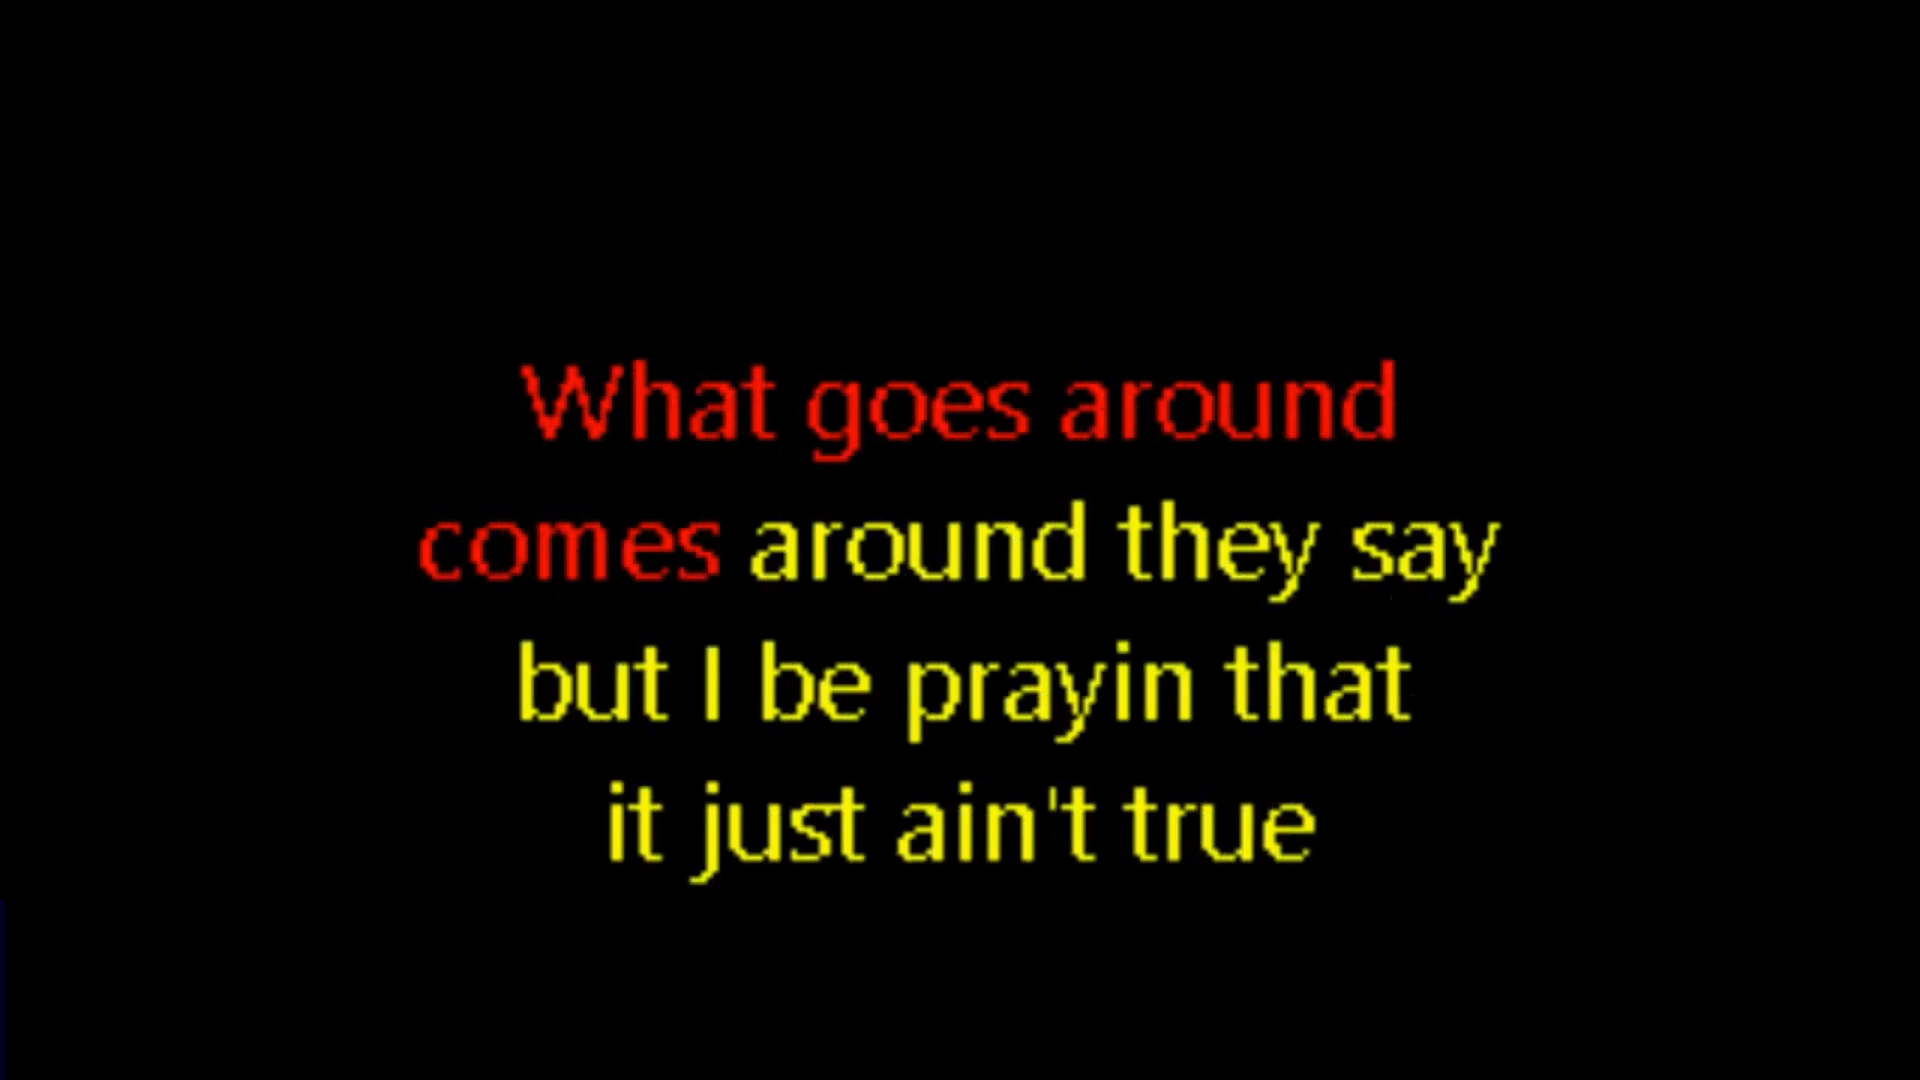 What goes around
comes around they say
but I be prayin that
it just ain't true